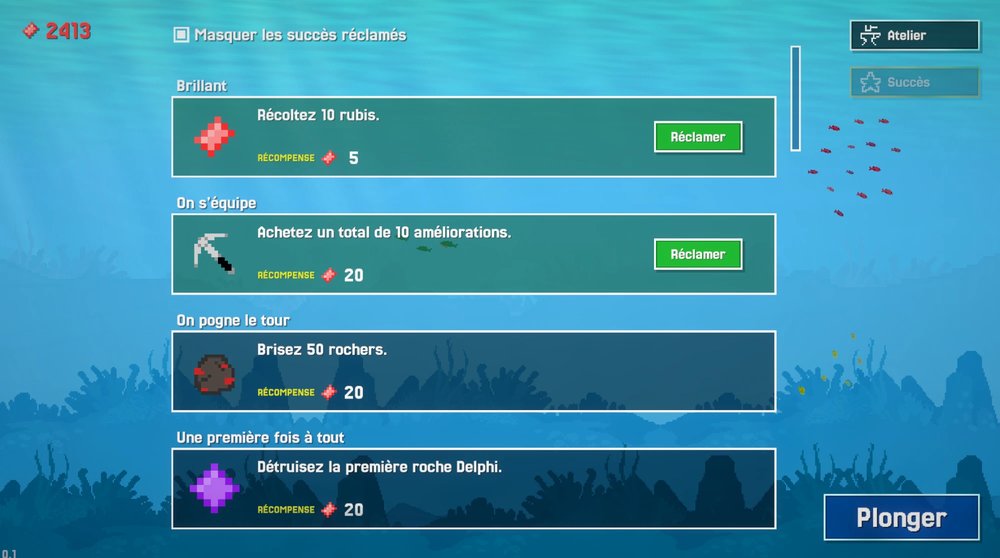 2413
Masquer les succès réclamés
Atelier
Succès
Brillant
Récoltez 10 rubis.
RÉCOMPENSE 5
Réclamer
On s'équipe
Achetez un total de 10 améliorations.
RÉCOMPENSE 20
Réclamer
On pogne le tour
Brisez 50 rochers.
RÉCOMPENSE 20
Une première fois à tout
Détruisez la première roche Delphi.
RÉCOMPENSE 20
Plonger
0.1